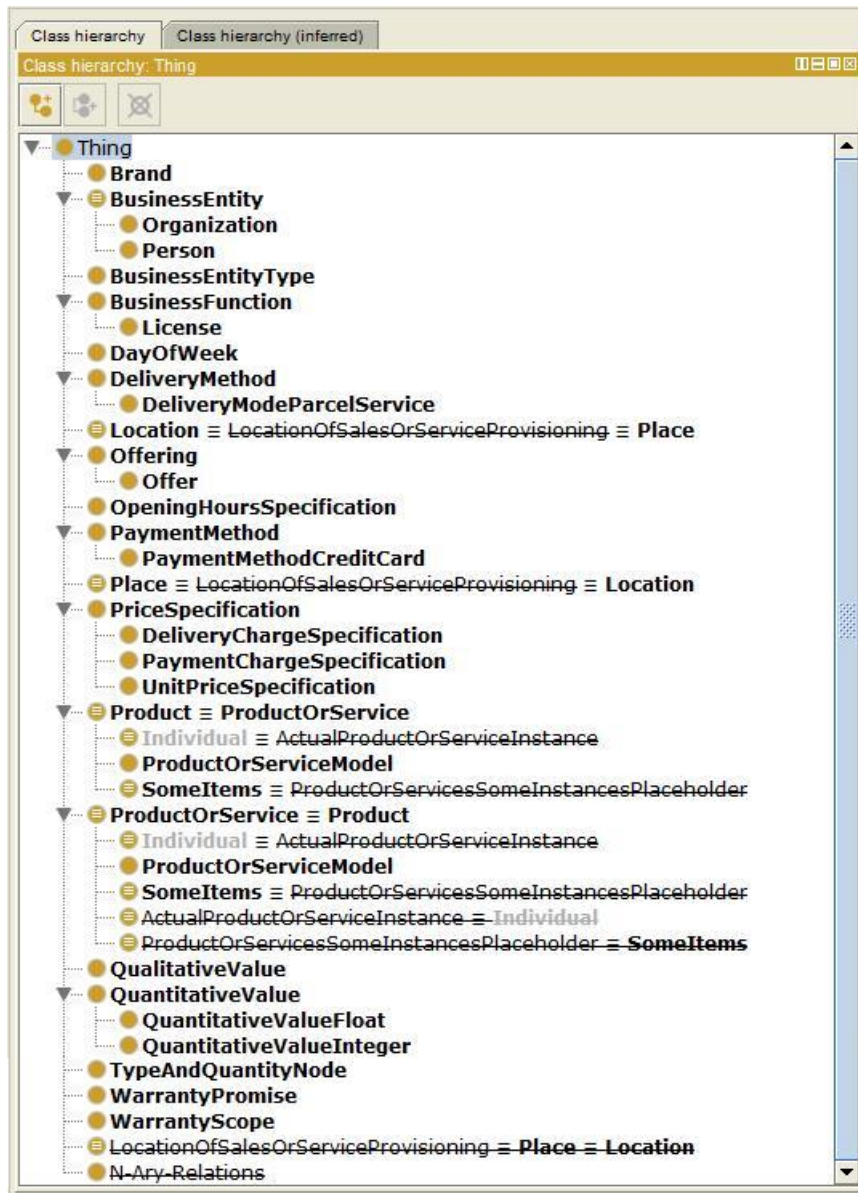 Class hierarchy
Class hierarchy (inferred)
Class hierarchy: Thing
Thing
Brand
BusinessEntity
Organization
Person
BusinessEntityType
BusinessFunction
License
DayOfWeek
DeliveryMethod
DeliveryModeParcelService
Location ≡ LocationOfSalesOrServiceProvisioning ≡ Place
Offering
Offer
OpeningHoursSpecification
PaymentMethod
PaymentMethodCreditCard
Place ≡ LocationOfSalesOrServiceProvisioning ≡ Location
PriceSpecification
DeliveryChargeSpecification
PaymentChargeSpecification
UnitPriceSpecification
Product ≡ ProductOrService
Individual ≡ ActualProductOrServiceInstance
ProductOrServiceModel
SomeItems ≡ ProductOrServicesSomeInstancesPlaceholder
ProductOrService ≡ Product
Individual ≡ ActualProductOrServiceInstance
ProductOrServiceModel
SomeItems ≡ ProductOrServicesSomeInstancesPlaceholder
ActualProductOrServiceInstance ≡ Individual
ProductOrServicesSomeInstancesPlaceholder ≡ SomeItems
QualitativeValue
QuantitativeValue
QuantitativeValueFloat
QuantitativeValueInteger
TypeAndQuantityNode
WarrantyPromise
WarrantyScope
LocationOfSalesOrServiceProvisioning ≡ Place ≡ Location
N-Ary-Relations